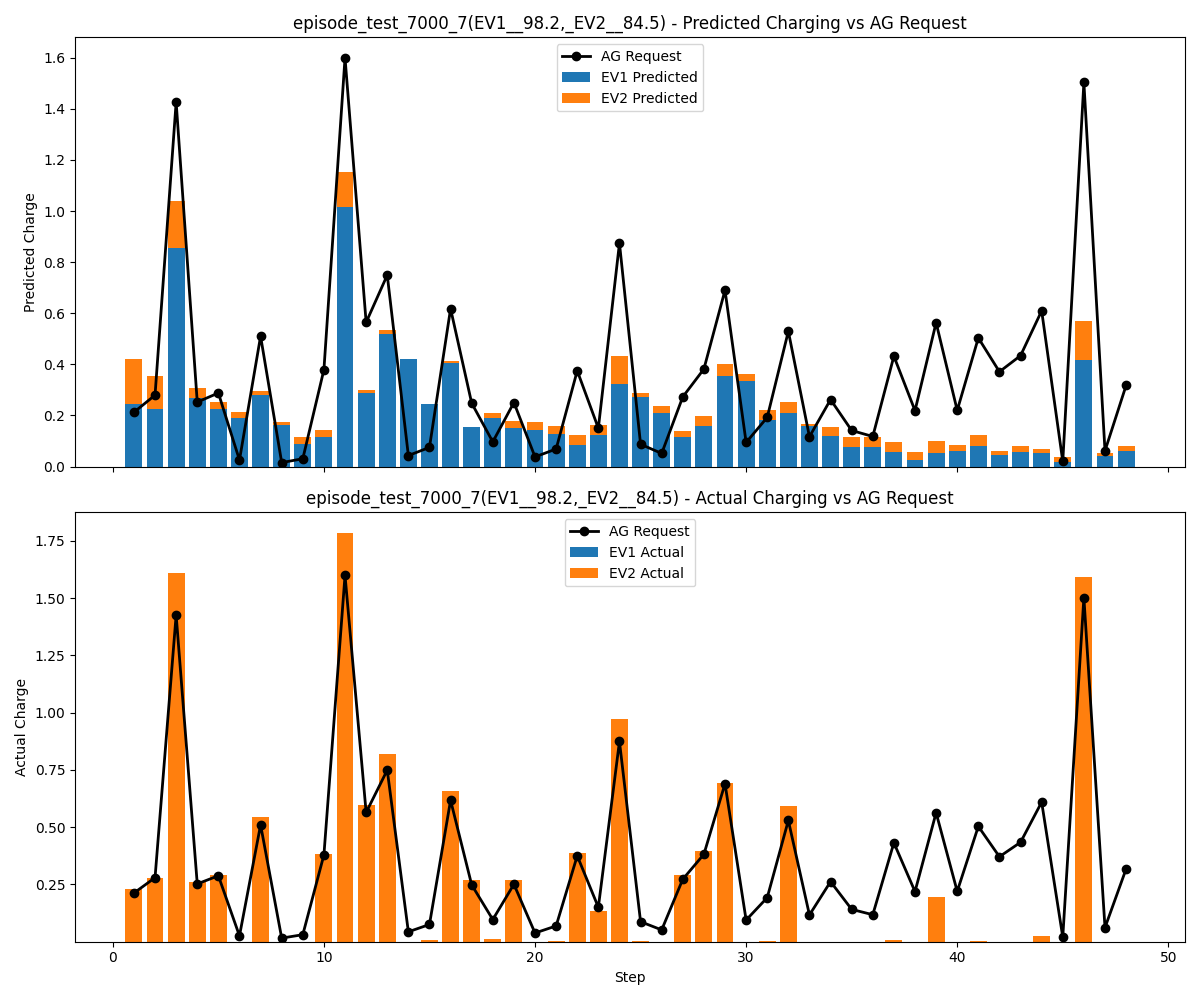 episode_test_7000_7(EV1__98.2,_EV2__84.5) - Predicted Charging vs AG Request
AG Request
EV1 Predicted
EV2 Predicted
Predicted Charge
1.6
1.4
1.2
1.0
0.8
0.6
0.4
0.2
0.0
episode_test_7000_7(EV1__98.2,_EV2__84.5) - Actual Charging vs AG Request
AG Request
EV1 Actual
EV2 Actual
Actual Charge
1.75
1.50
1.25
1.00
0.75
0.50
0.25
0 10 20 30 40 50
Step